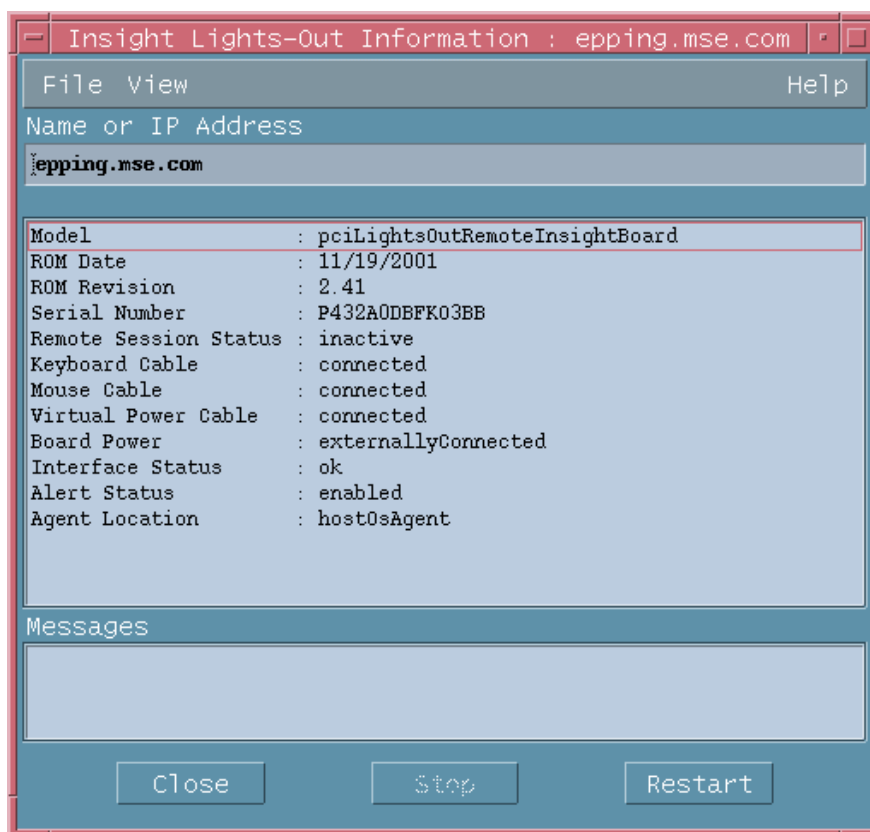 Insight Lights-Out Information : epping.mse.com
File View Help
Name or IP Address
epping.mse.com
Model : pciLightsOutRemoteInsightBoard
ROM Date : 11/19/2001
ROM Revision : 2.41
Serial Number : P432A0DBFK03BB
Remote Session Status : inactive
Keyboard Cable : connected
Mouse Cable : connected
Virtual Power Cable : connected
Board Power : externallyConnected
Interface Status : ok
Alert Status : enabled
Agent Location : hostOsAgent
Messages
Close Stop Restart